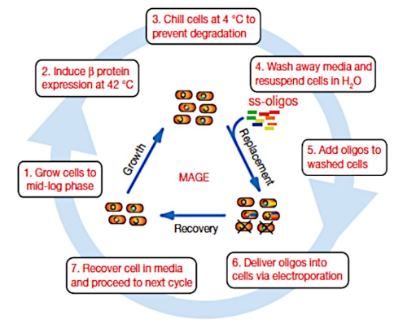 3. Chill cells at 4 °C to
prevent degradation
2. Induce β protein
expression at 42 °C
4. Wash away media and
resuspend cells in H₂O
ss-oligos
Growth
Replacement
MAGE
5. Add oligos to
washed cells
1. Grow cells to
mid-log phase
Recovery
6. Deliver oligos into
cells via electroporation
7. Recover cell in media
and proceed to next cycle